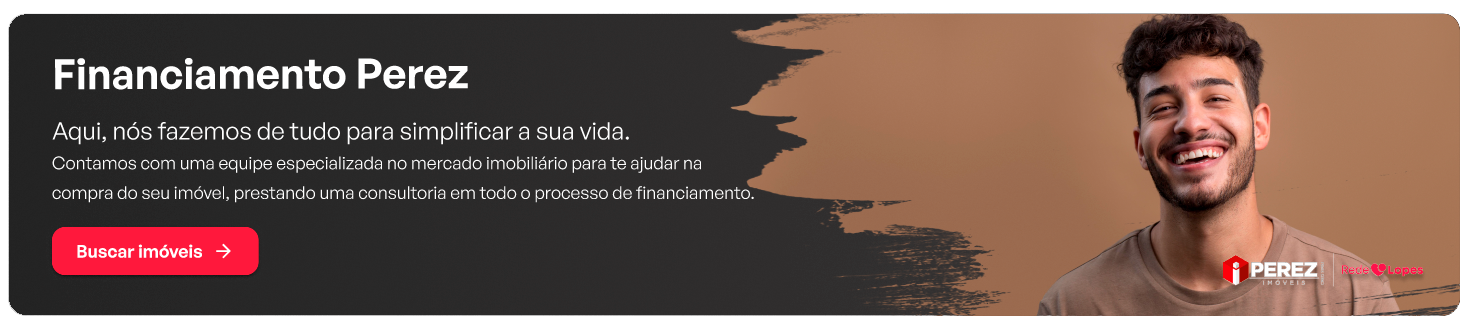 Financiamento Perez
Aqui, nós fazemos de tudo para simplificar a sua vida.
Contamos com uma equipe especializada no mercado imobiliário para te ajudar na
compra do seu imóvel, prestando uma consultoria em todo o processo de financiamento.
Buscar imóveis →
PEREZ
IMÓVEIS
Rede Lopes